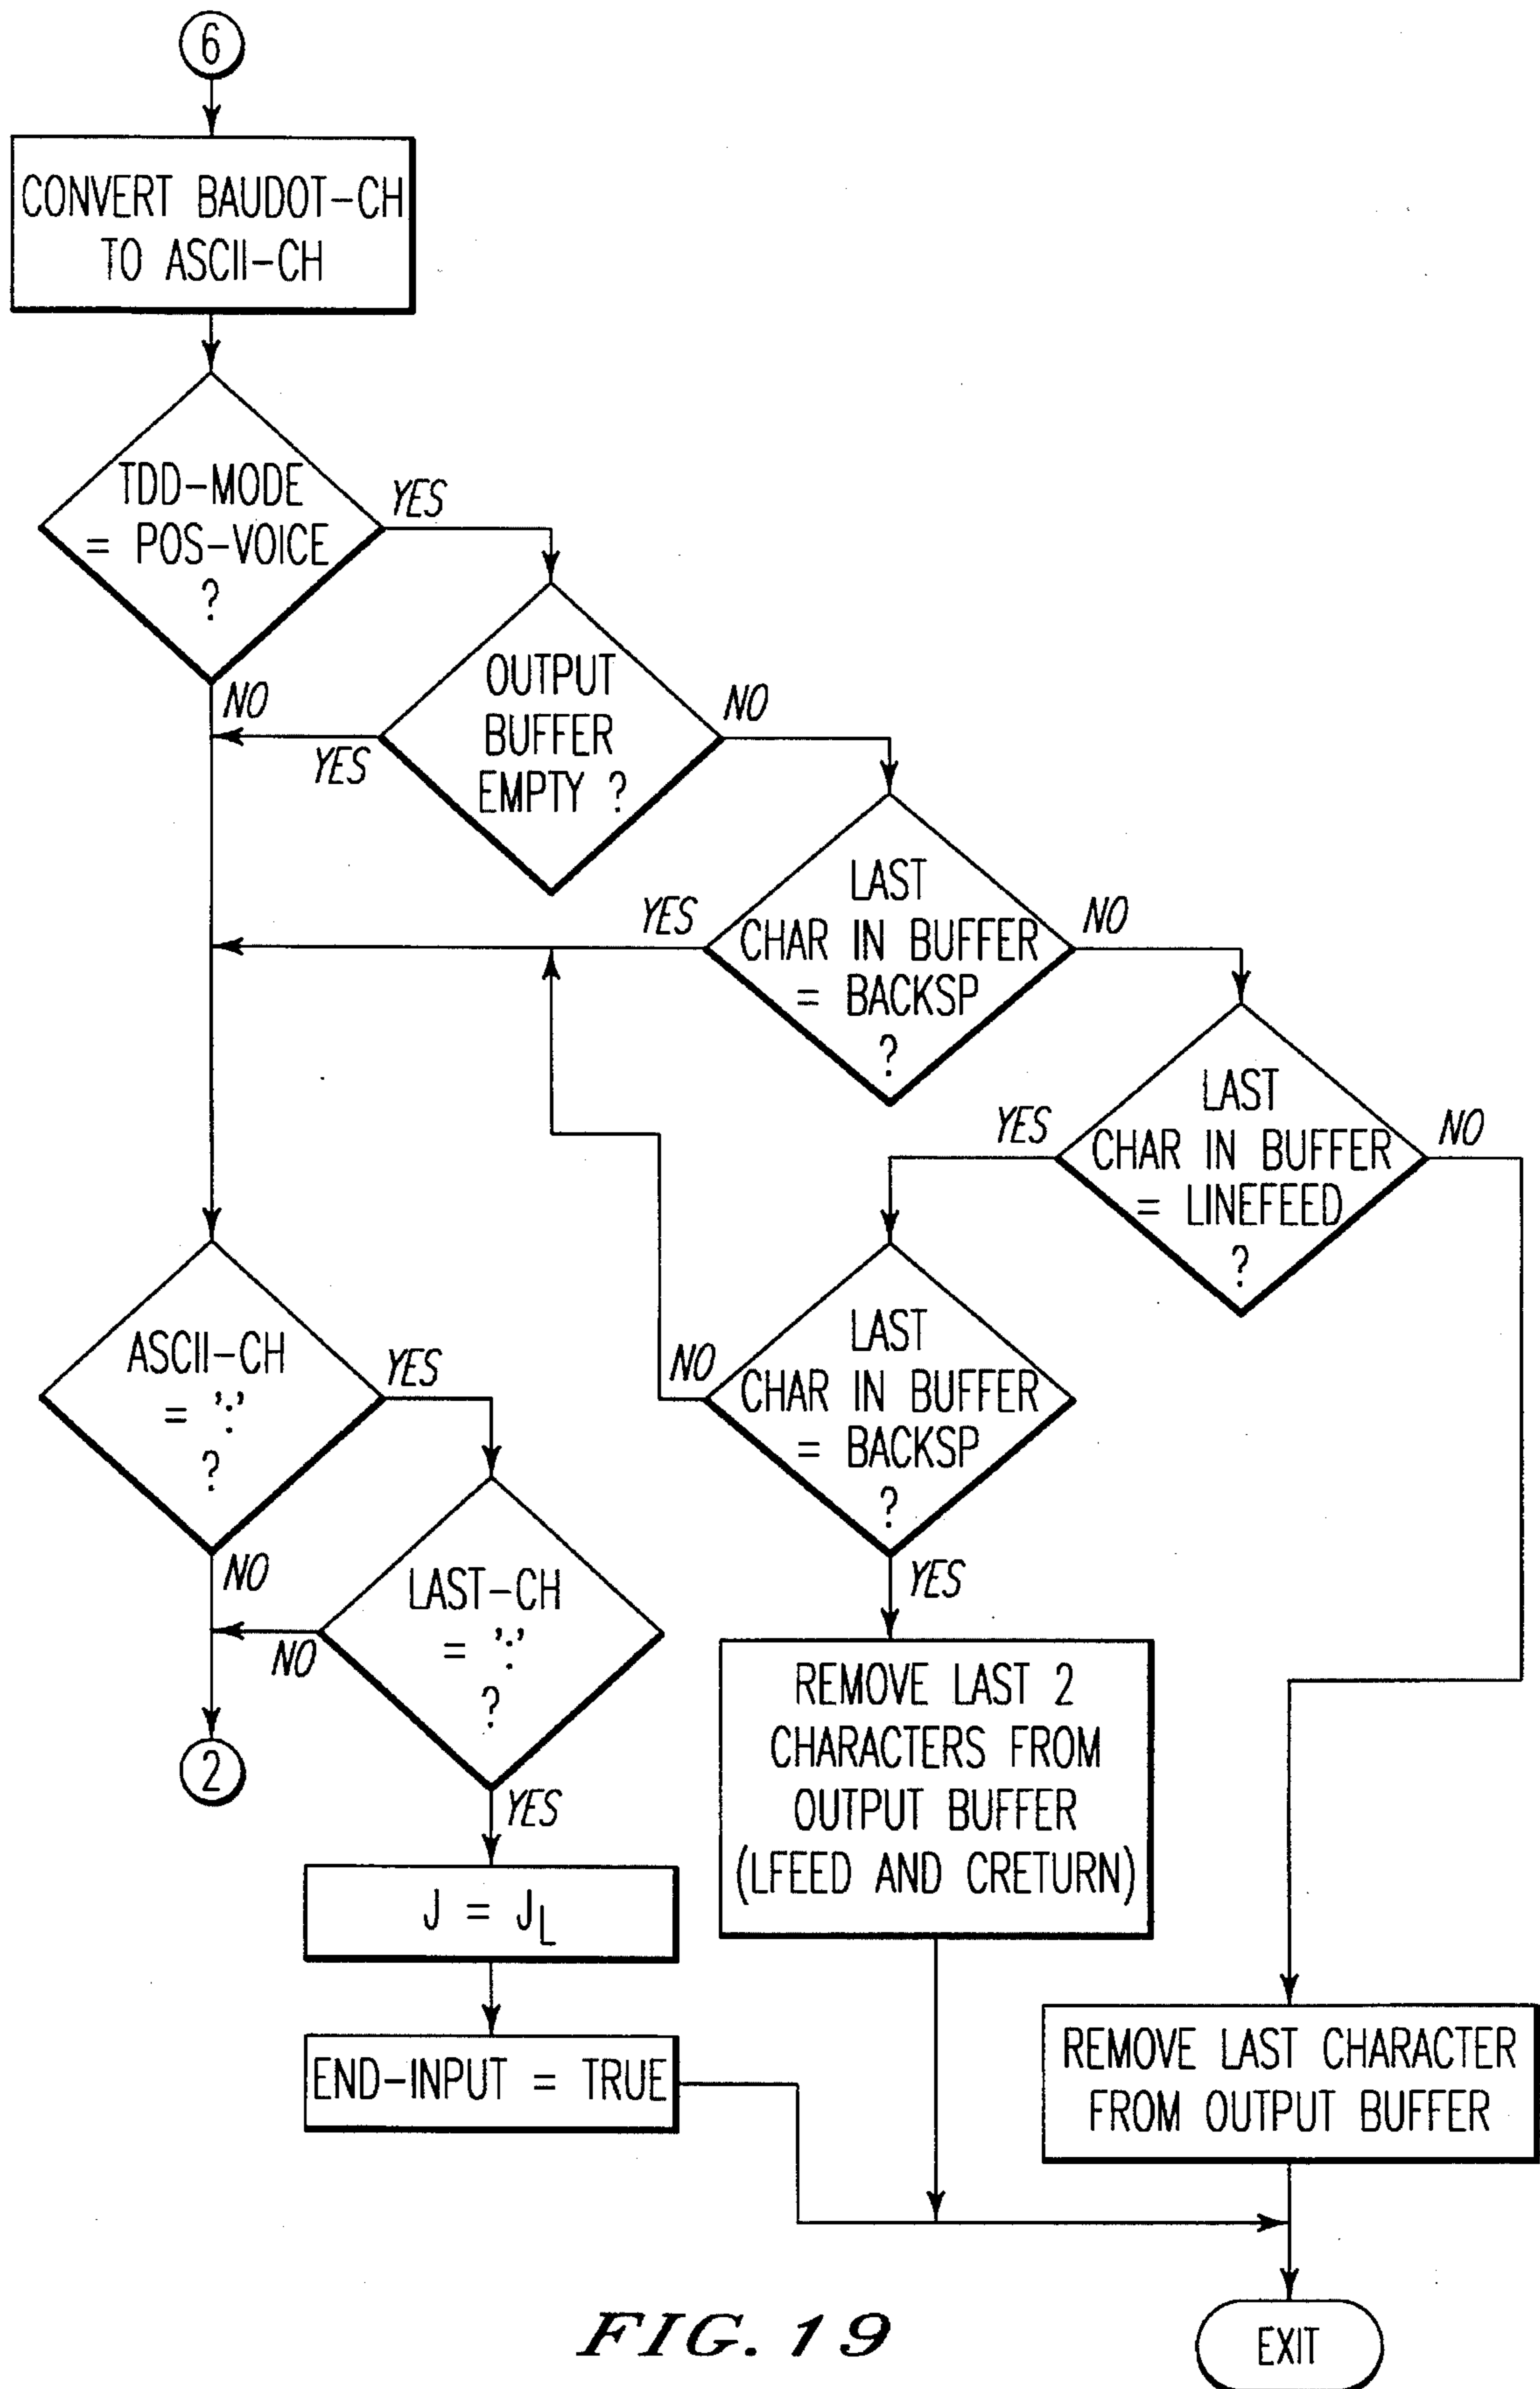 6
CONVERT BAUDOT-CH
TO ASCII-CH
TDD-MODE
= POS-VOICE
?
YES
NO
OUTPUT
BUFFER
EMPTY ?
YES
NO
LAST
CHAR IN BUFFER
= BACKSP
?
YES
NO
LAST
CHAR IN BUFFER
= LINEFEED
?
YES
NO
LAST
CHAR IN BUFFER
= BACKSP
?
NO
YES
ASCII-CH
= ':'
?
YES
NO
LAST-CH
= ':'
?
NO
YES
2
REMOVE LAST 2
CHARACTERS FROM
OUTPUT BUFFER
(LFEED AND CRETURN)
J = JL
END-INPUT = TRUE
REMOVE LAST CHARACTER
FROM OUTPUT BUFFER
EXIT
FIG. 19